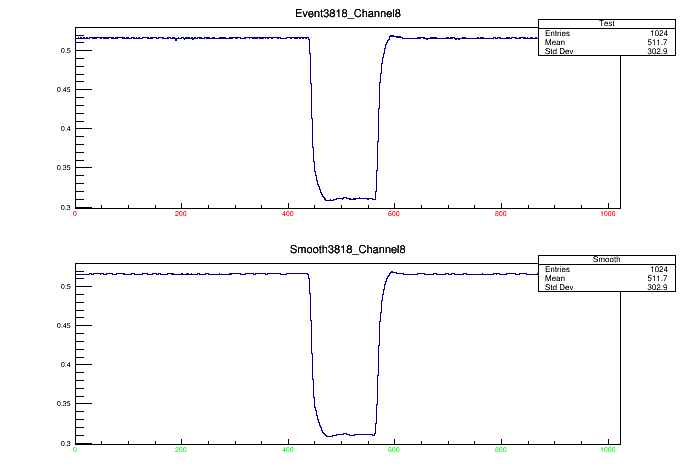 Event3818_Channel8
Test
Entries 1024
Mean 511.7
Std Dev 302.9
0.5
0.45
0.4
0.35
0.3
0 200 400 600 800 1000
Smooth3818_Channel8
Smooth
Entries 1024
Mean 511.7
Std Dev 302.9
0.5
0.45
0.4
0.35
0.3
0 200 400 600 800 1000